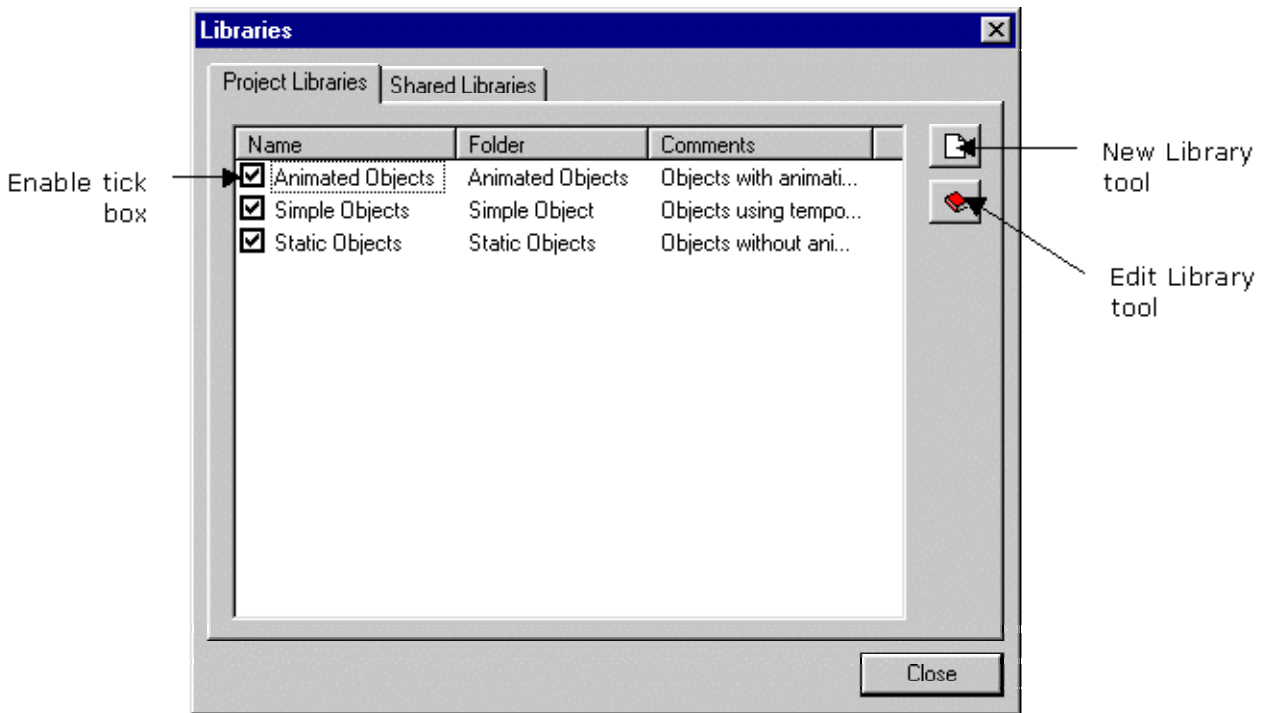 Libraries
Project Libraries Shared Libraries
Name Folder Comments
Animated Objects Animated Objects Objects with animati...
Simple Objects Simple Object Objects using tempo...
Static Objects Static Objects Objects without ani...
Enable tick
box
New Library
tool
Edit Library
tool
Close